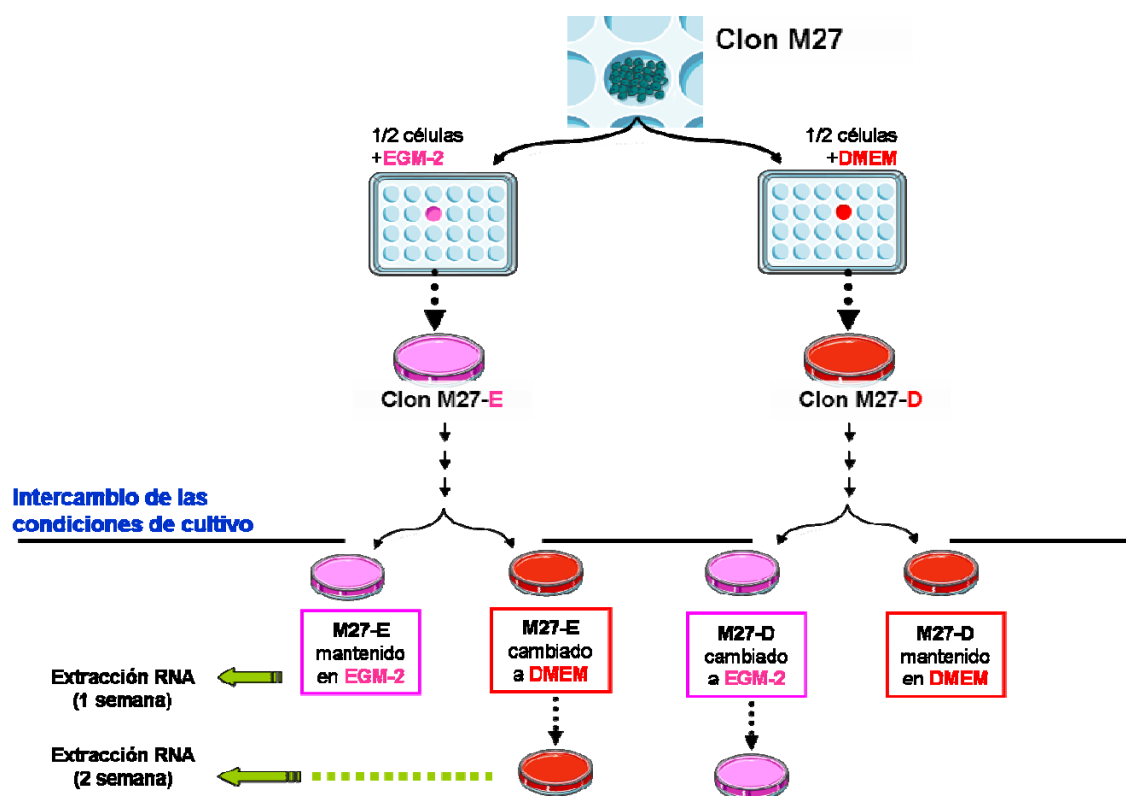 Clon M27
1/2 células
+EGM-2
1/2 células
+DMEM
Clon M27-E
Clon M27-D
Intercambio de las
condiciones de cultivo
M27-E
mantenido
en EGM-2
M27-E
cambiado
a DMEM
M27-D
cambiado
a EGM-2
M27-D
mantenido
en DMEM
Extracción RNA
(1 semana)
Extracción RNA
(2 semana)